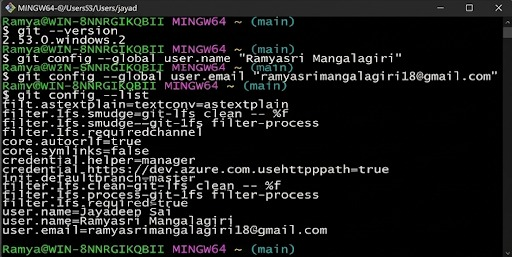 MINGW64-@/UsersS3/Users/jayad
Ramya@WIN-8NNRGIKQBII MINGW64 ~ (main)
$ git --version
2.53.0.windows.2
Ramya@WIN-8NNRGIKQBII MINGW64 ~ (main)
$ git config --global user.name "Ramyasri Mangalagiri"
Ramya@WIN-8NNRGIKQBII MINGW64 ~ (main)
$ git config --global user.email "ramyasrimangalagiri18@gmail.com"
Ramy@WIN-8NNRGIKQBII MINGW64 ~ (main)
$ git config --list
filt.astextplain=textconv=astextplain
filter.lfs.smudge=git-lfs clean -- %f
filter.lfs.smudge--git-lfs filter-process
filter.lfs.requiredchannel
core.autocrlf=true
core.symlinks=false
credential.helper=manager
credential.https://dev.azure.com.usehttpppath=true
init.defaultbranch-master
filter.lfs.clean-git-lfs clean -- %f
filter.lfs.process-git-lfs filter-process
filter.lfs.required=true
user.name=Jayadeep Sai
user.name=Ramyasri Mangalagiri
user.email=ramyasrimangalagiri18@gmail.com
Ramya@WIN-8NNRGIKQBII MINGW64 ~ (main)
$